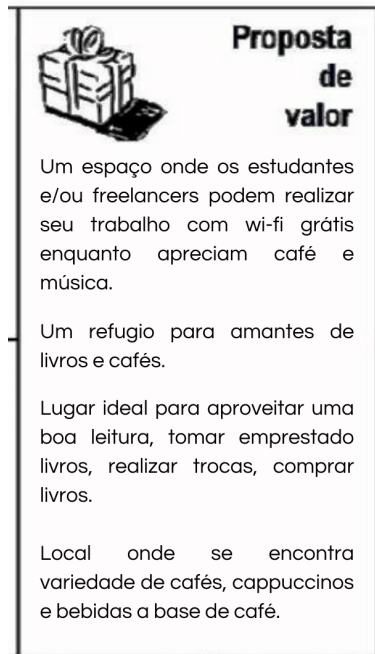 Proposta
de
valor
Um espaço onde os estudantes
e/ou freelancers podem realizar
seu trabalho com wi-fi grátis
enquanto apreciam café e
música.
Um refugio para amantes de
livros e cafés.
Lugar ideal para aproveitar uma
boa leitura, tomar emprestado
livros, realizar trocas, comprar
livros.
Local onde se encontra
variedade de cafés, cappuccinos
e bebidas a base de café.